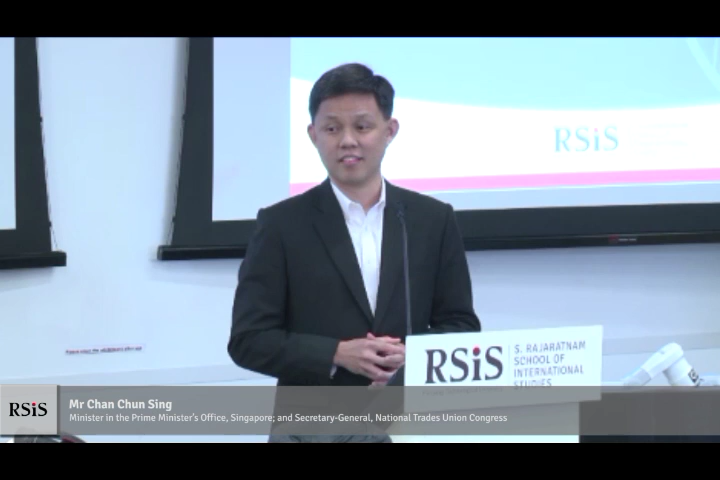 RSiS
RSiS
S. RAJARATNAM
SCHOOL OF
INTERNATIONAL
STUDIES
RSiS
Mr Chan Chun Sing
Minister in the Prime Minister's Office, Singapore; and Secretary-General, National Trades Union Congress